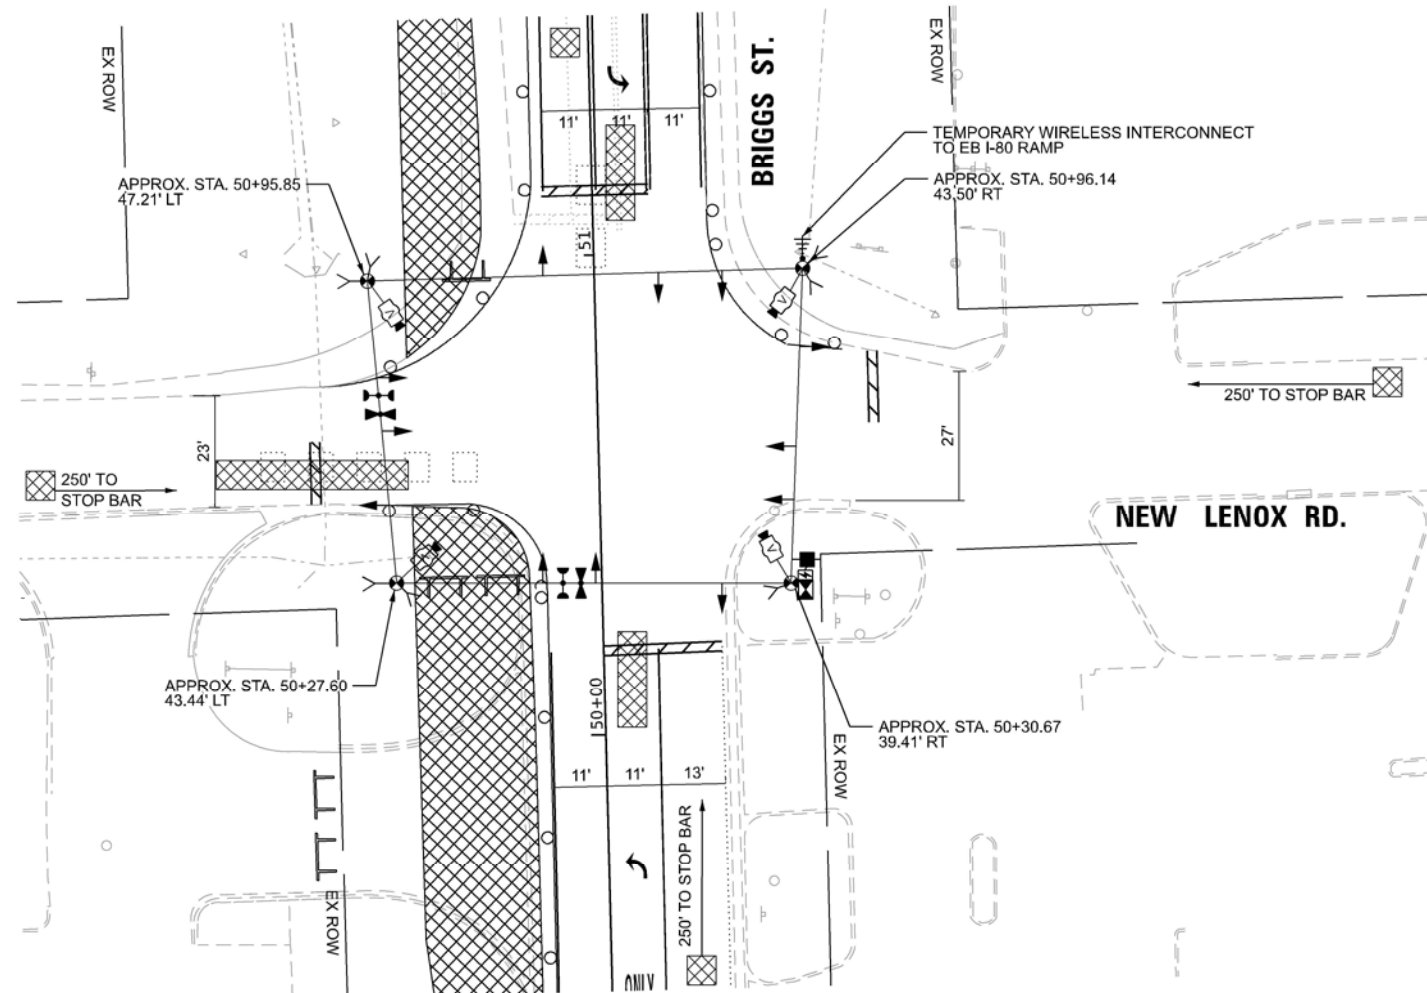 EX ROW
BRIGGS ST.
EX ROW
11'
11'
11'
TEMPORARY WIRELESS INTERCONNECT
TO EB I-80 RAMP
APPROX. STA. 50+95.85
47.21' LT
APPROX. STA. 50+96.14
43.50' RT
51
V
V
250' TO STOP BAR
23'
27'
250' TO
STOP BAR
NEW LENOX RD.
V
V
APPROX. STA. 50+27.60
43.44' LT
50+00
APPROX. STA. 50+30.67
39.41' RT
EX ROW
11'
11'
13'
250' TO STOP BAR
EX ROW
ONLY